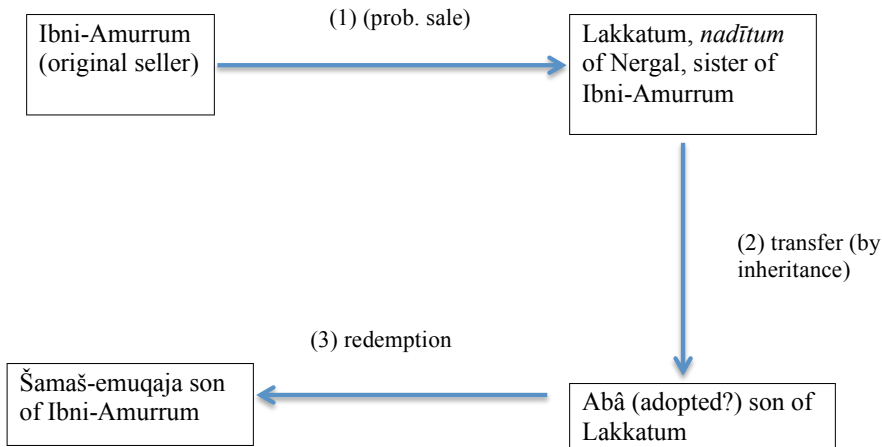 (1) (prob. sale)
Ibni-Amurrum
(original seller)
Lakkatum, nadītum
of Nergal, sister of
Ibni-Amurrum
(2) transfer (by
inheritance)
(3) redemption
Šamaš-emuqaja son
of Ibni-Amurrum
Abâ (adopted?) son of
Lakkatum